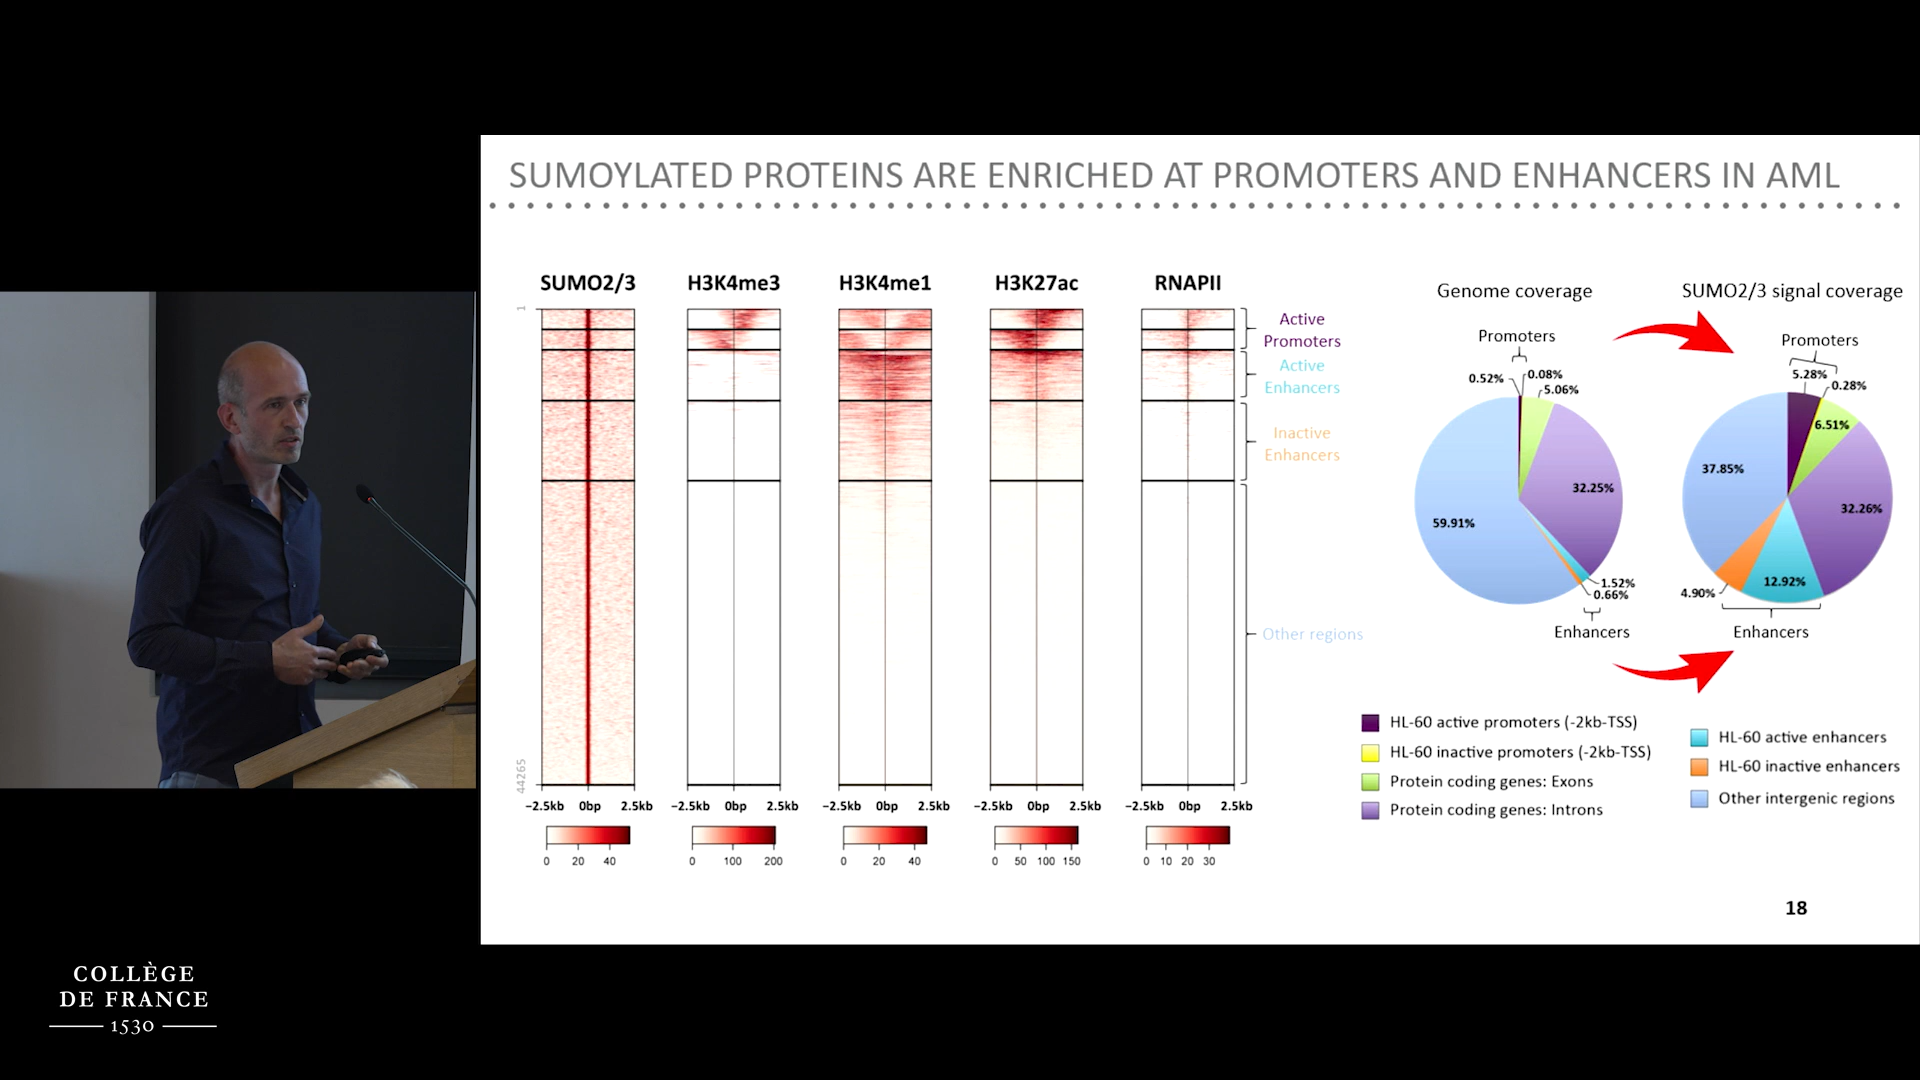 SUMOYLATED PROTEINS ARE ENRICHED AT PROMOTERS AND ENHANCERS IN AML
SUMO2/3 H3K4me3 H3K4me1 H3K27ac RNAPII
1
44265
Active
Promoters
Active
Enhancers
Inactive
Enhancers
Other regions
−2.5kb 0bp 2.5kb −2.5kb 0bp 2.5kb −2.5kb 0bp 2.5kb −2.5kb 0bp 2.5kb −2.5kb 0bp 2.5kb
0 20 40 0 100 200 0 20 40 0 50 100 150 0 10 20 30
Genome coverage
Promoters
0.52% 0.08%
5.06%
32.25%
59.91%
1.52%
0.66%
Enhancers
SUMO2/3 signal coverage
Promoters
5.28% 0.28%
6.51%
37.85%
32.26%
12.92%
4.90%
Enhancers
HL-60 active promoters (-2kb-TSS)
HL-60 inactive promoters (-2kb-TSS)
Protein coding genes: Exons
Protein coding genes: Introns
HL-60 active enhancers
HL-60 inactive enhancers
Other intergenic regions
18
COLLÈGE
DE FRANCE
1530